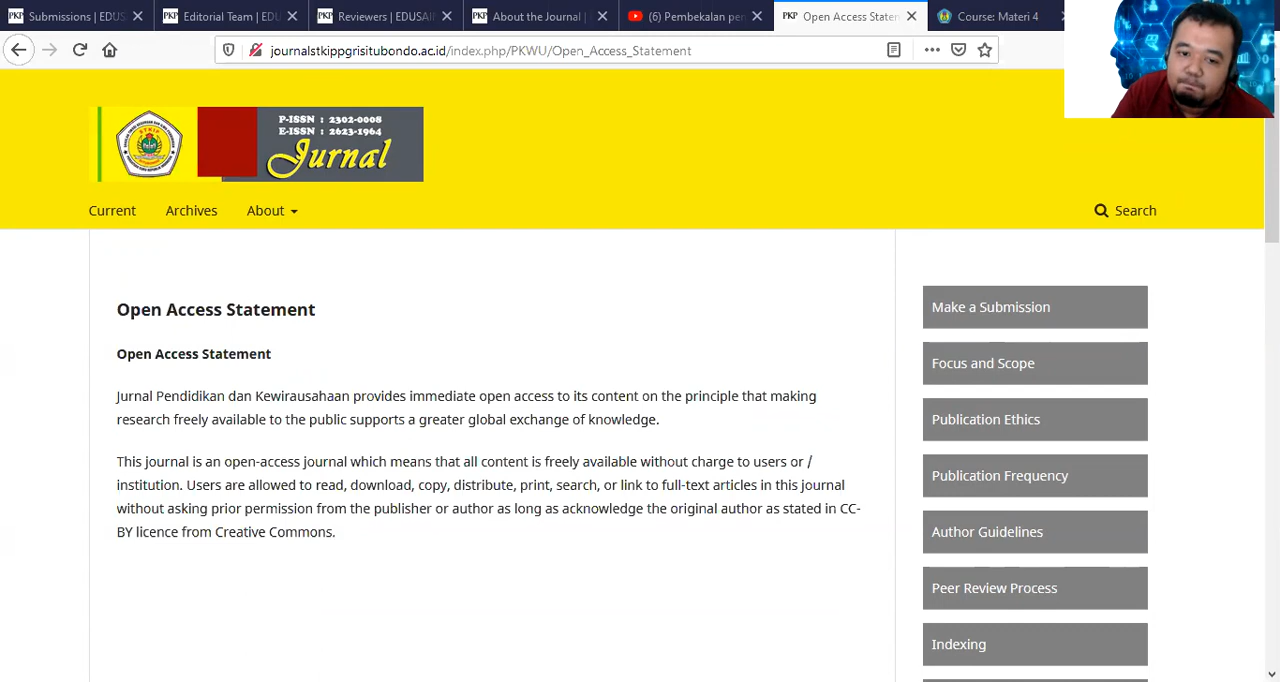 Submissions | EDUS
Editorial Team | EDU
Reviewers | EDUSAI
About the Journal |
(6) Pembekalan pe
Open Access Statem
Course: Materi 4
journalstkippgrisitubondo.ac.id/index.php/PKWU/Open_Access_Statement
P-ISSN : 2302-0008
E-ISSN : 2623-1964
Jurnal
Current
Archives
About
Search
Open Access Statement
Open Access Statement
Jurnal Pendidikan dan Kewirausahaan provides immediate open access to its content on the principle that making
research freely available to the public supports a greater global exchange of knowledge.
This journal is an open-access journal which means that all content is freely available without charge to users or /
institution. Users are allowed to read, download, copy, distribute, print, search, or link to full-text articles in this journal
without asking prior permission from the publisher or author as long as acknowledge the original author as stated in CC-
BY licence from Creative Commons.
Make a Submission
Focus and Scope
Publication Ethics
Publication Frequency
Author Guidelines
Peer Review Process
Indexing